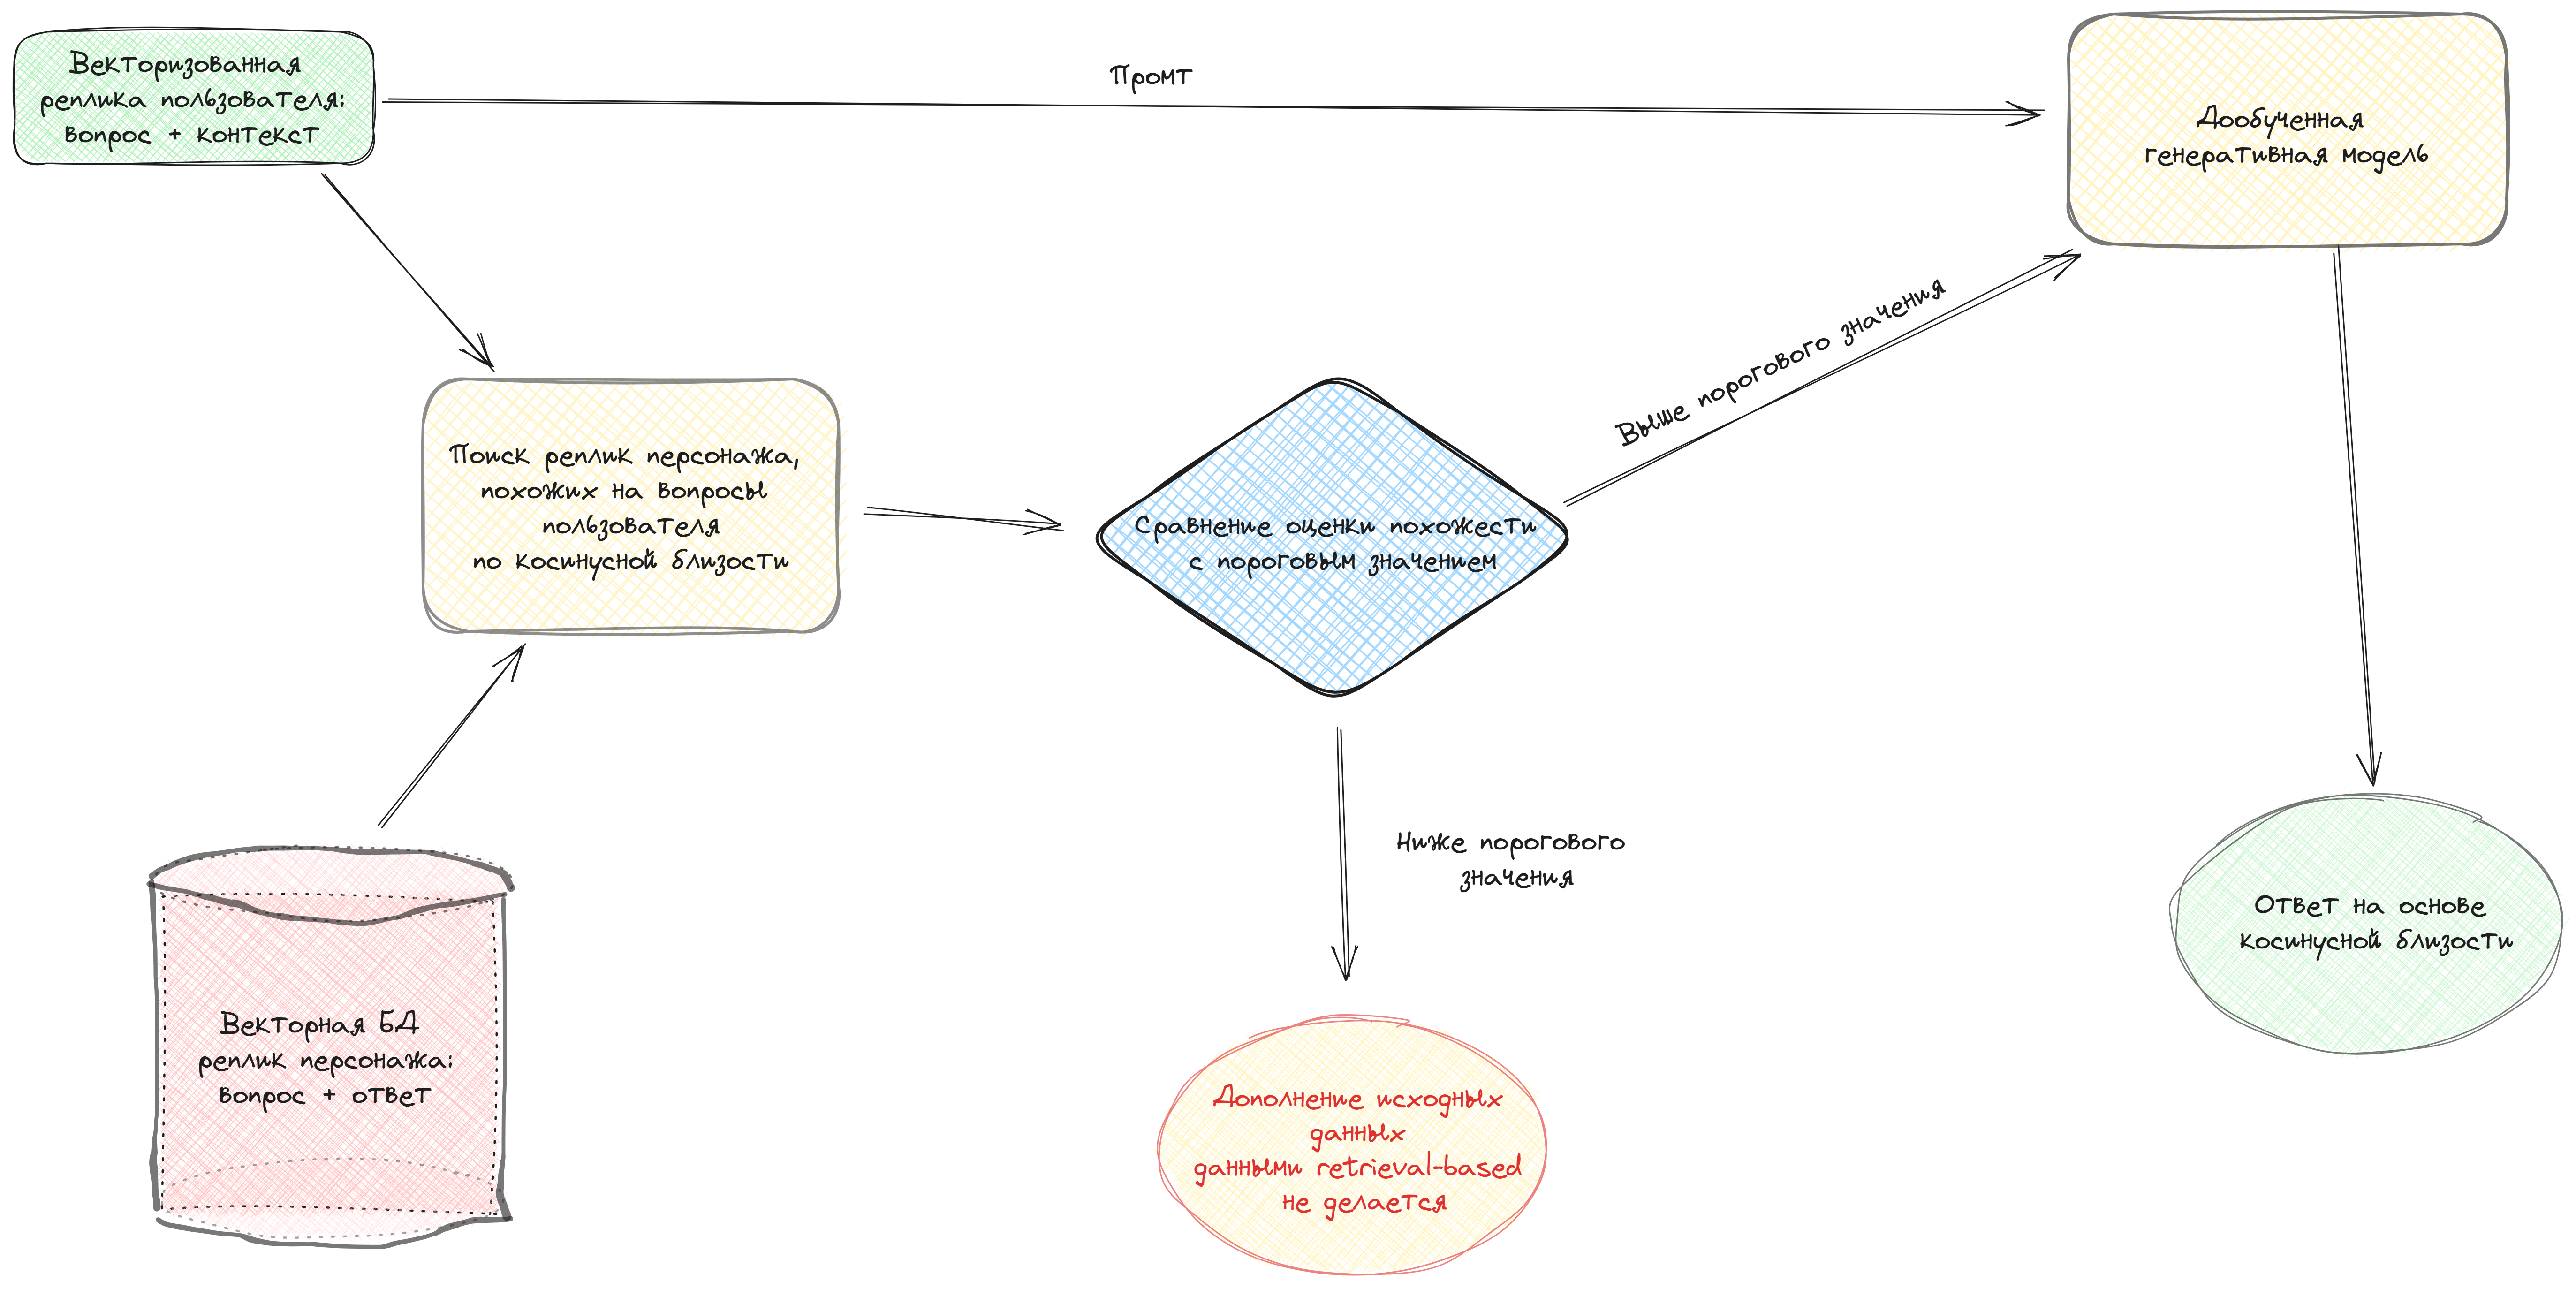 Векторизованная
реплика пользователя:
вопрос + контекст
Промт
Дообученная
генеративная модель
Поиск реплик персонажа,
похожих на вопросы
пользователя
по косинусной близости
Сравнение оценки похожести
с пороговым значением
Выше порогового значения
Ниже порогового
значения
Векторная БД
реплик персонажа:
вопрос + ответ
Дополнение исходных
данных
данными retrieval-based
не делается
Ответ на основе
косинусной близости